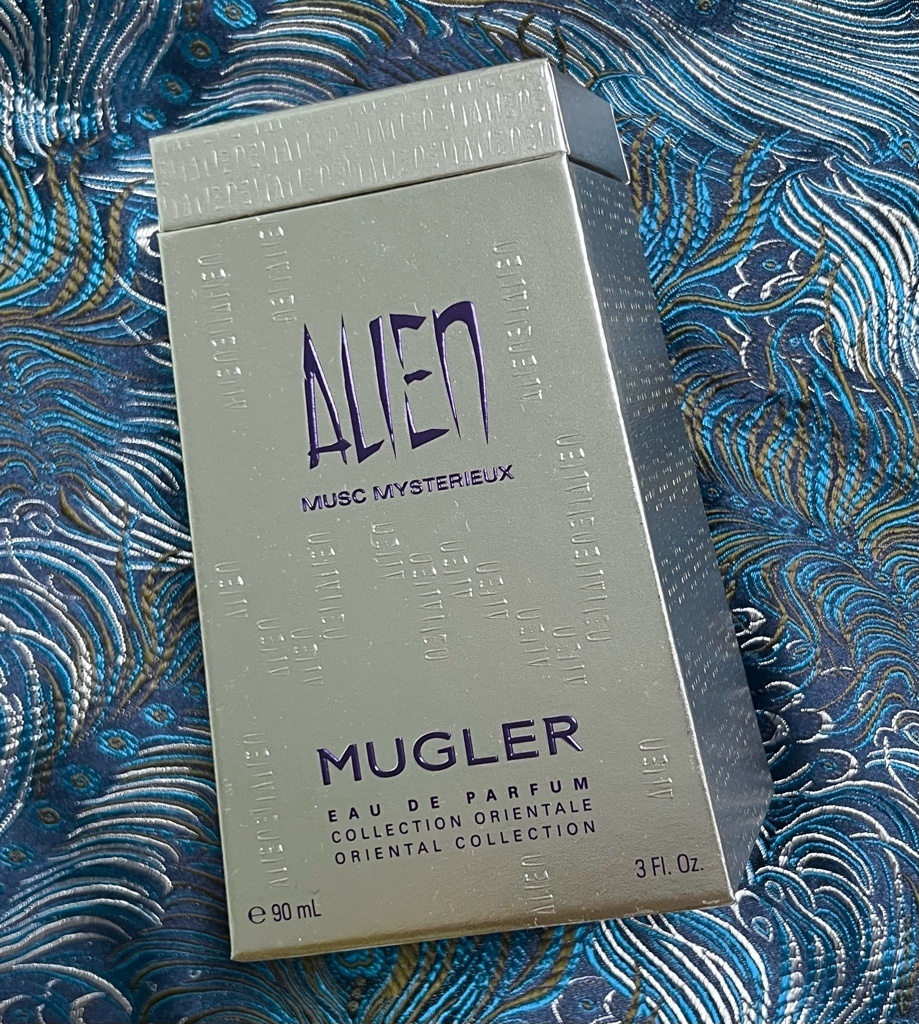 ALIEN
MUSC MYSTERIEUX
MUGLER
EAU DE PARFUM
COLLECTION ORIENTALE
ORIENTAL COLLECTION
℮ 90 mL
3 Fl. Oz.